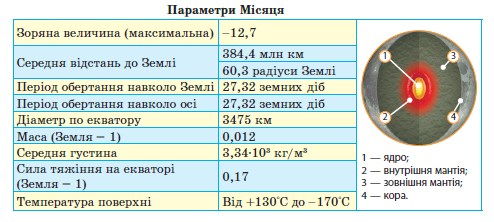 Параметри Місяця
Зоряна величина (максимальна) –12,7
Середня відстань до Землі
384,4 млн км
60,3 радіуси Землі
Період обертання навколо Землі 27,32 земних діб
Період обертання навколо осі 27,32 земних діб
Діаметр по екватору 3475 км
Маса (Земля – 1) 0,012
Середня густина 3,34·10³ кг/м³
Сила тяжіння на екваторі
(Земля – 1) 0,17
Температура поверхні Від +130°С до –170°С
1
3
2
4
1 — ядро;
2 — внутрішня мантія;
3 — зовнішня мантія;
4 — кора.